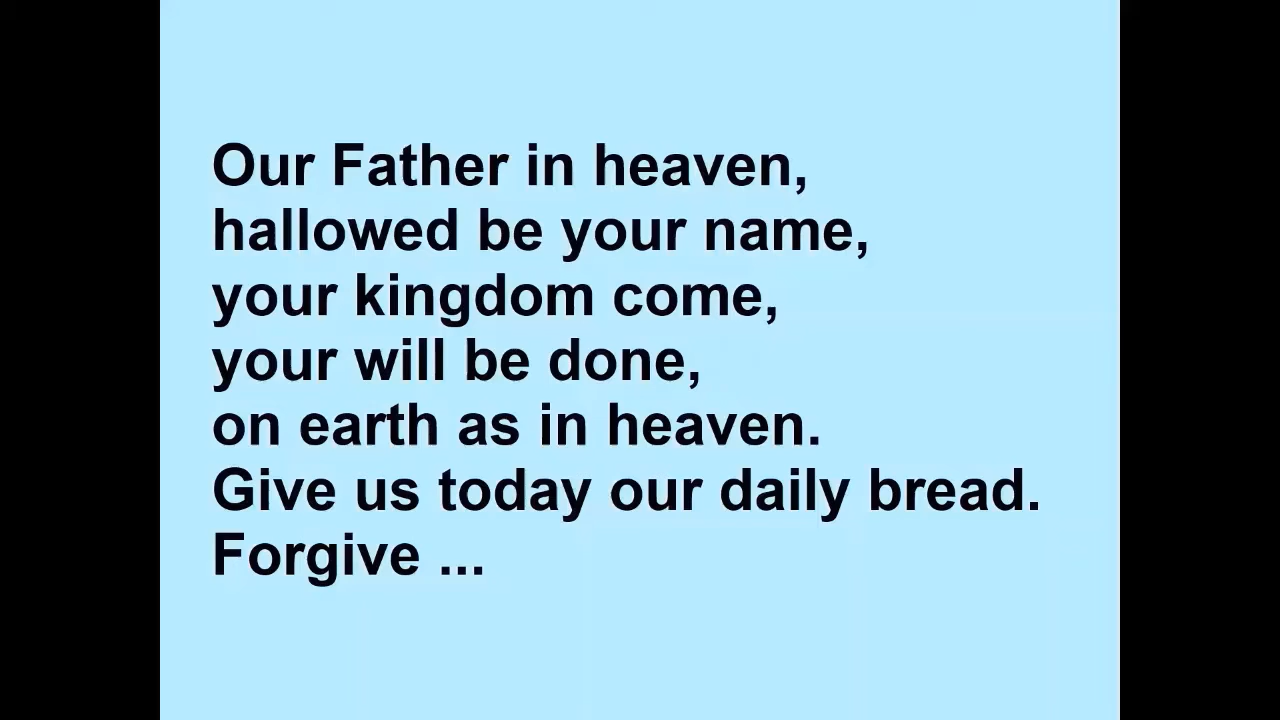 Our Father in heaven,
hallowed be your name,
your kingdom come,
your will be done,
on earth as in heaven.
Give us today our daily bread.
Forgive ...